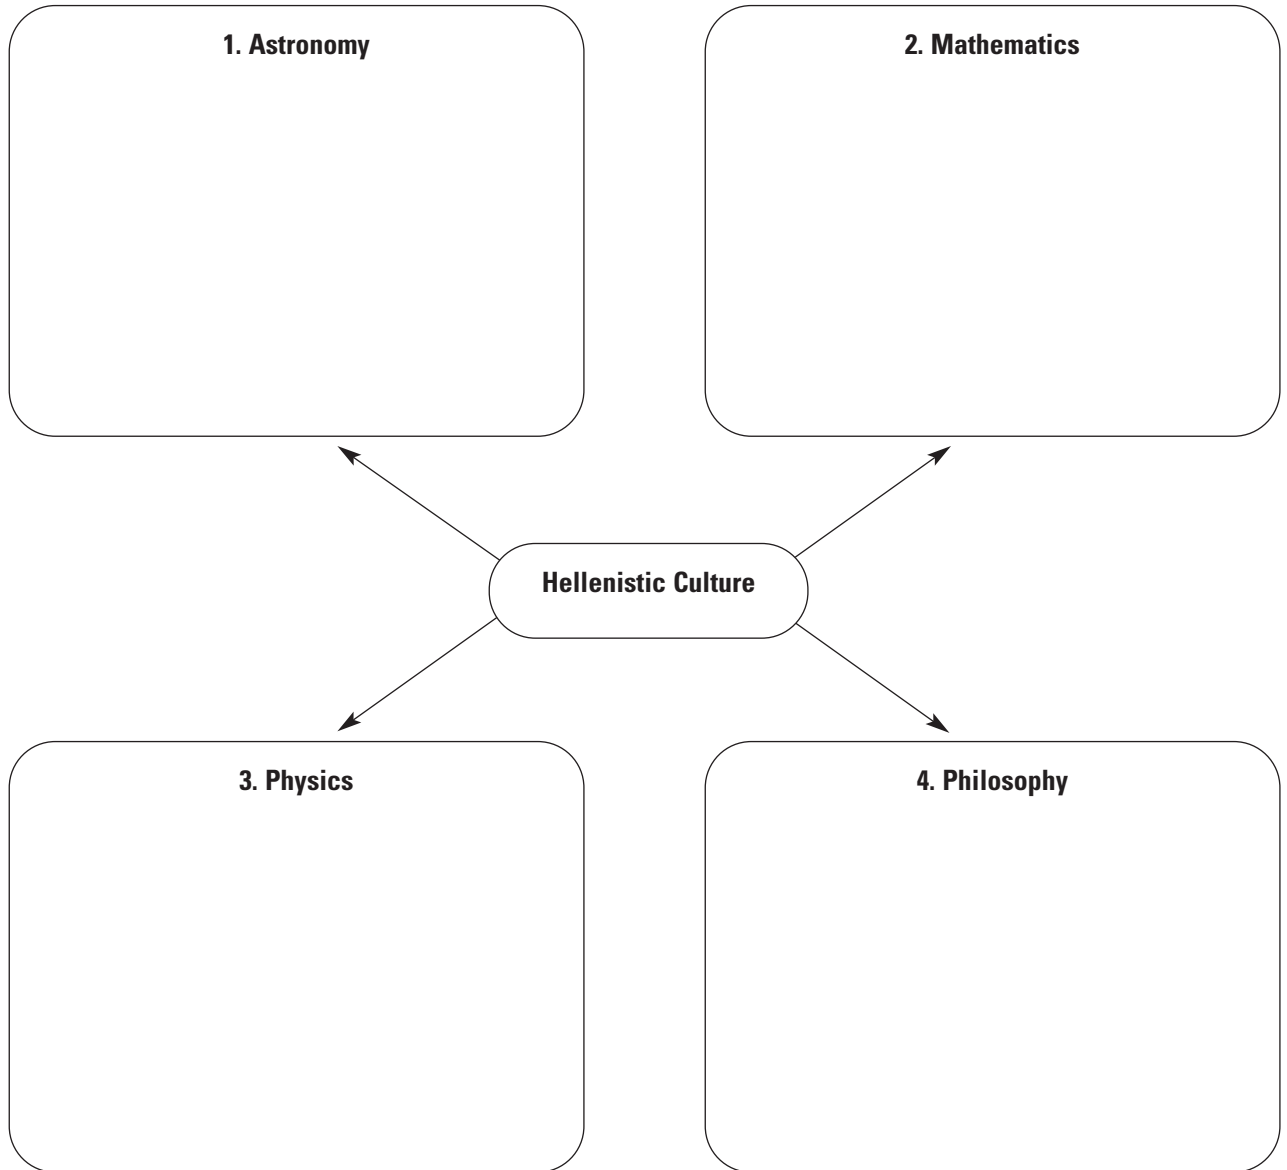 1. Astronomy
2. Mathematics
Hellenistic Culture
3. Physics
4. Philosophy